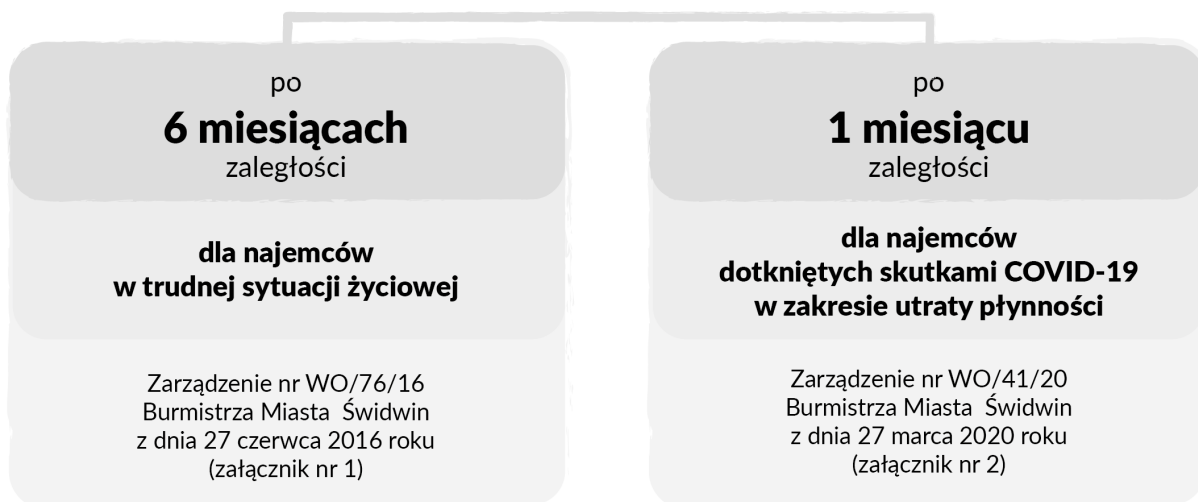 po
6 miesiącach
zaległości
dla najemców
w trudnej sytuacji życiowej
Zarządzenie nr WO/76/16
Burmistrza Miasta Świdwin
z dnia 27 czerwca 2016 roku
(załącznik nr 1)
po
1 miesiącu
zaległości
dla najemców
dotkniętych skutkami COVID-19
w zakresie utraty płynności
Zarządzenie nr WO/41/20
Burmistrza Miasta Świdwin
z dnia 27 marca 2020 roku
(załącznik nr 2)